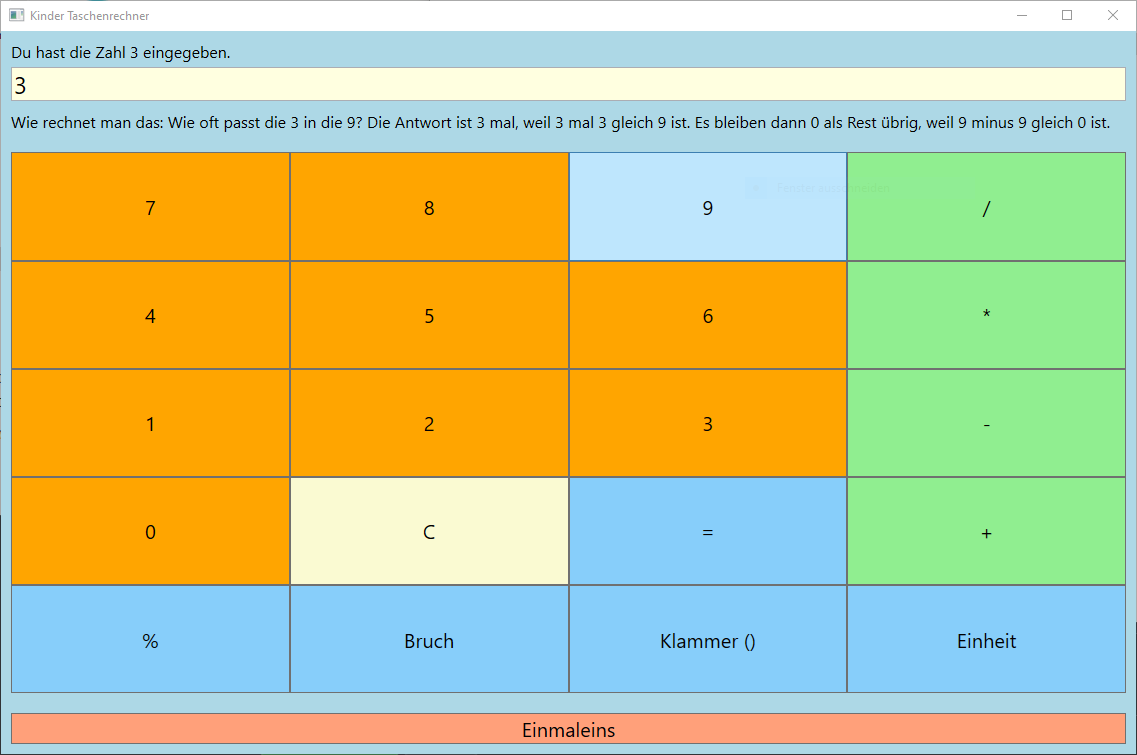 Kinder Taschenrechner
Du hast die Zahl 3 eingegeben.
3
Wie rechnet man das: Wie oft passt die 3 in die 9? Die Antwort ist 3 mal, weil 3 mal 3 gleich 9 ist. Es bleiben dann 0 als Rest übrig, weil 9 minus 9 gleich 0 ist.
7 8 9 /
4 5 6 *
1 2 3 -
0 C = +
% Bruch Klammer () Einheit
Einmaleins